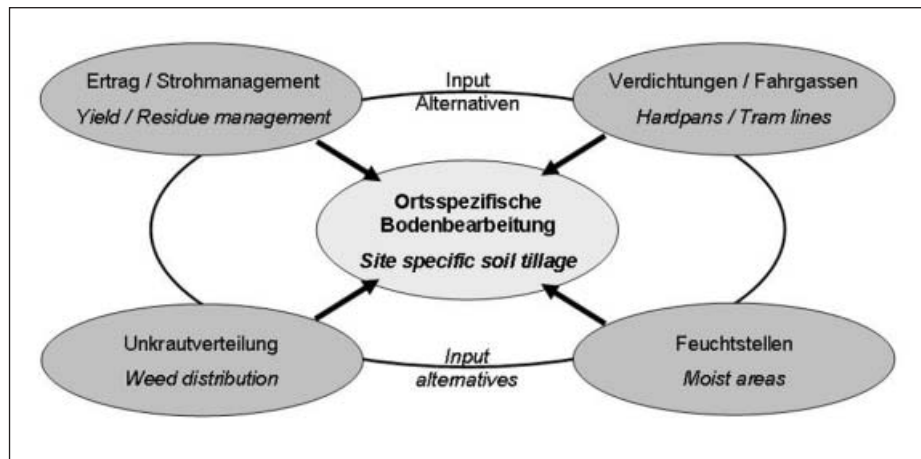 Ertrag / Strohmanagement
Yield / Residue management
Input
Alternativen
Verdichtungen / Fahrgassen
Hardpans / Tram lines
Ortsspezifische
Bodenbearbeitung
Site specific soil tillage
Unkrautverteilung
Weed distribution
Input
alternatives
Feuchtstellen
Moist areas